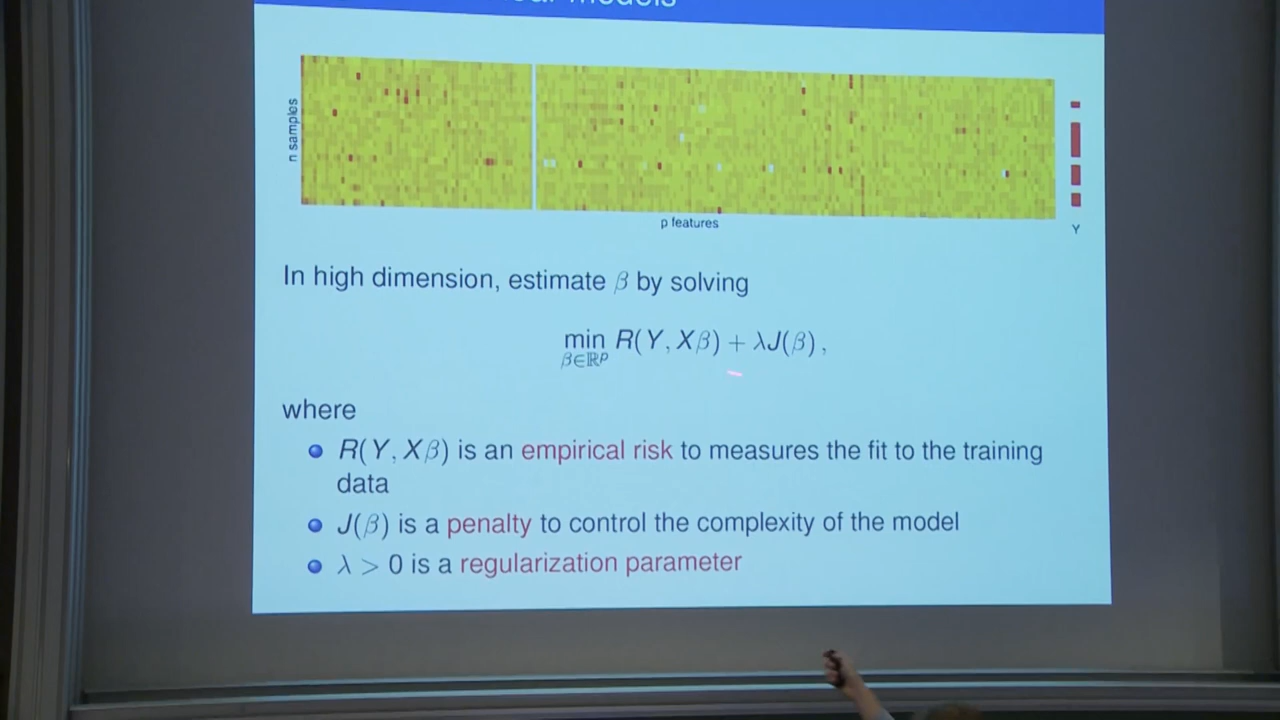 models
n samples
p features
Y
In high dimension, estimate β by solving
min R(Y, Xβ) + λJ(β),
β∈ℝᵖ
where
R(Y, Xβ) is an empirical risk to measures the fit to the training
data
J(β) is a penalty to control the complexity of the model
λ > 0 is a regularization parameter